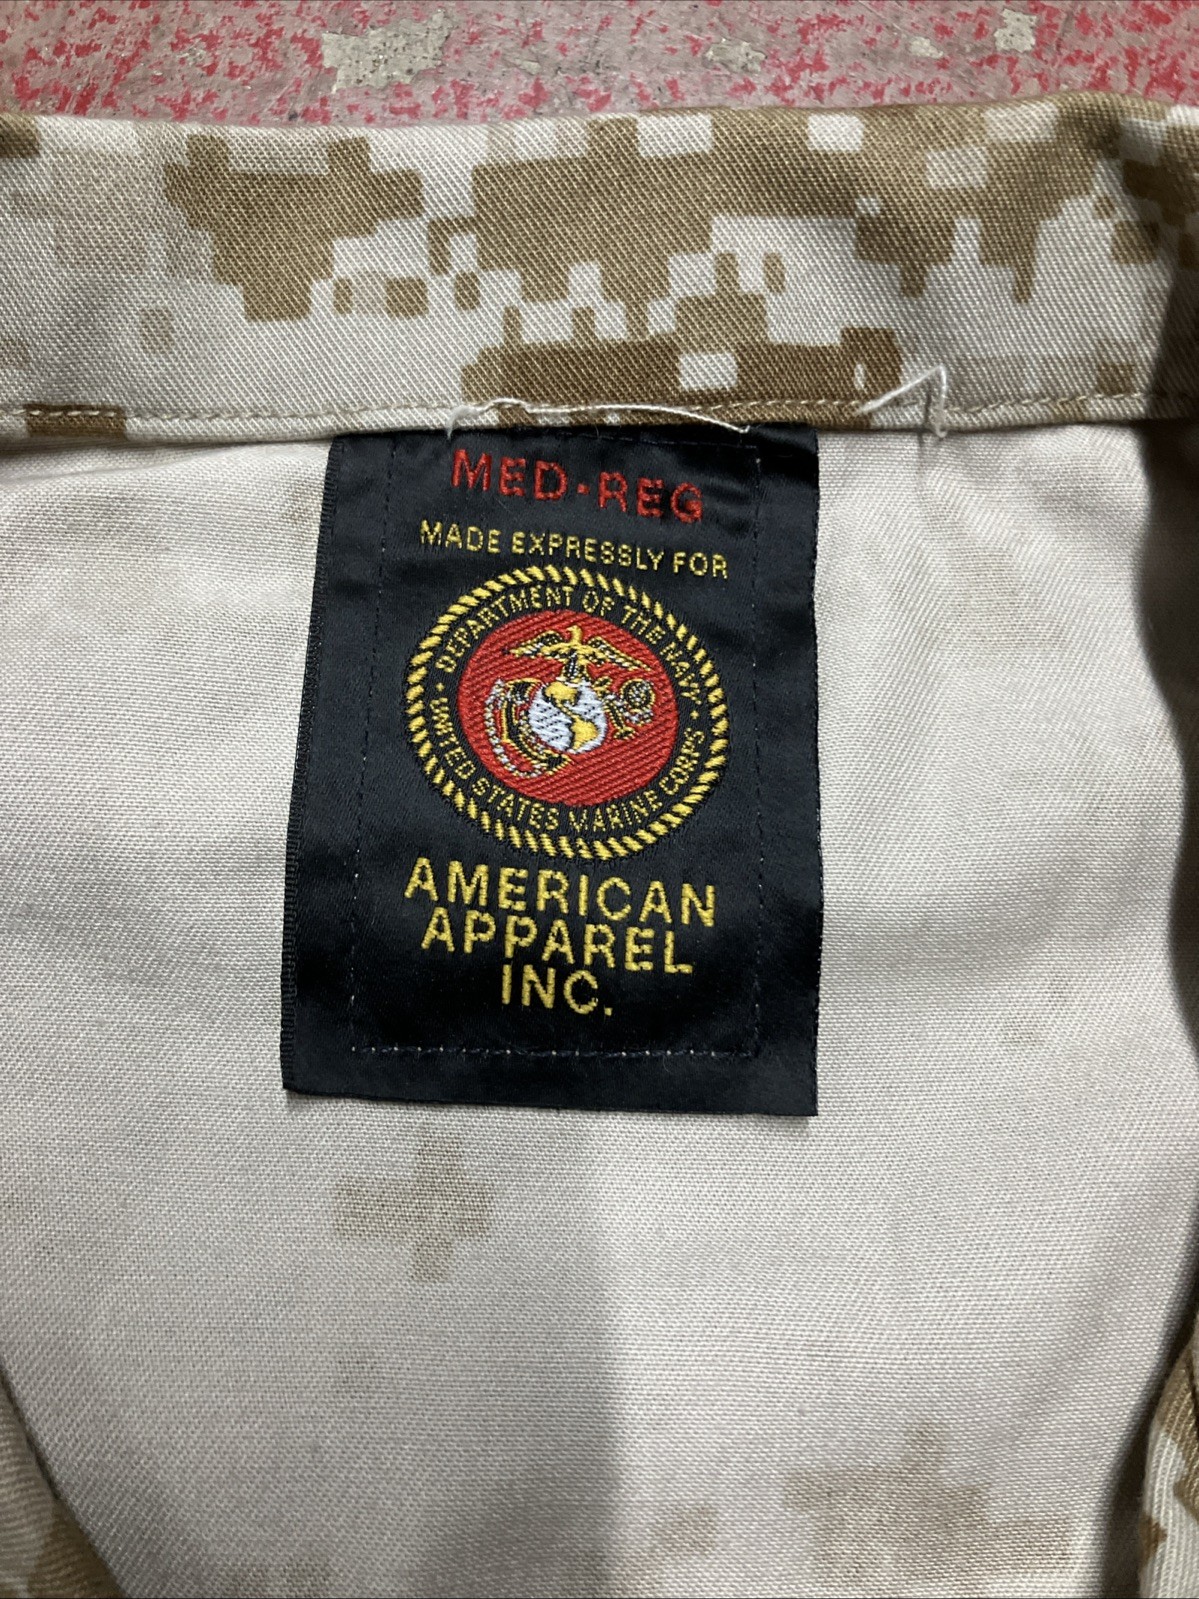 MED-REG
MADE EXPRESSLY FOR
DEPARTMENT OF THE NAVY
UNITED STATES MARINE CORPS
AMERICAN
APPAREL
INC.